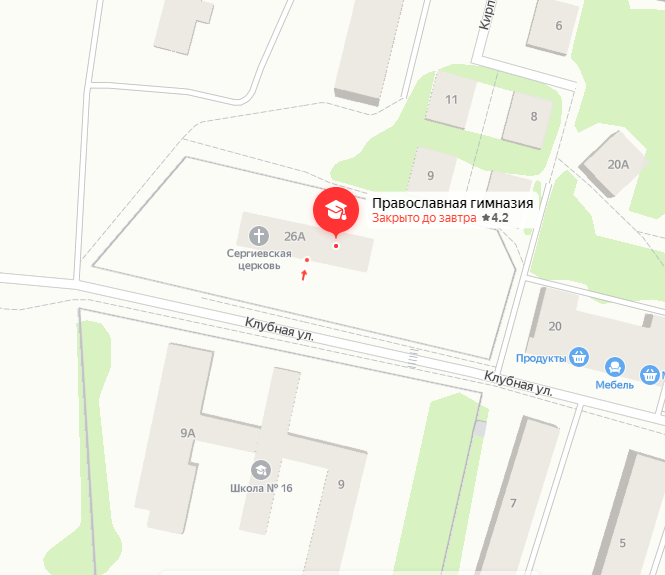 Кирп
6
11
8
9
20А
Православная гимназия
Закрыто до завтра ★4.2
26А
Сергиевская
церковь
Клубная ул.
20
Продукты
Мебель
Клубная ул.
9А
Школа № 16
9
7
5